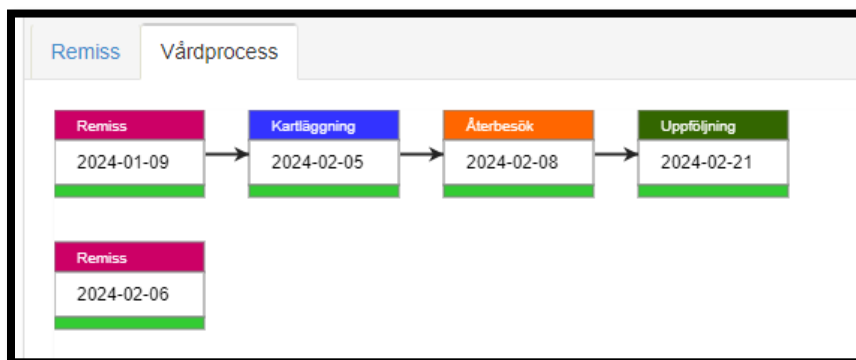 Remiss Vårdprocess
Remiss Kartläggning Återbesök Uppföljning
2024-01-09 2024-02-05 2024-02-08 2024-02-21
Remiss
2024-02-06